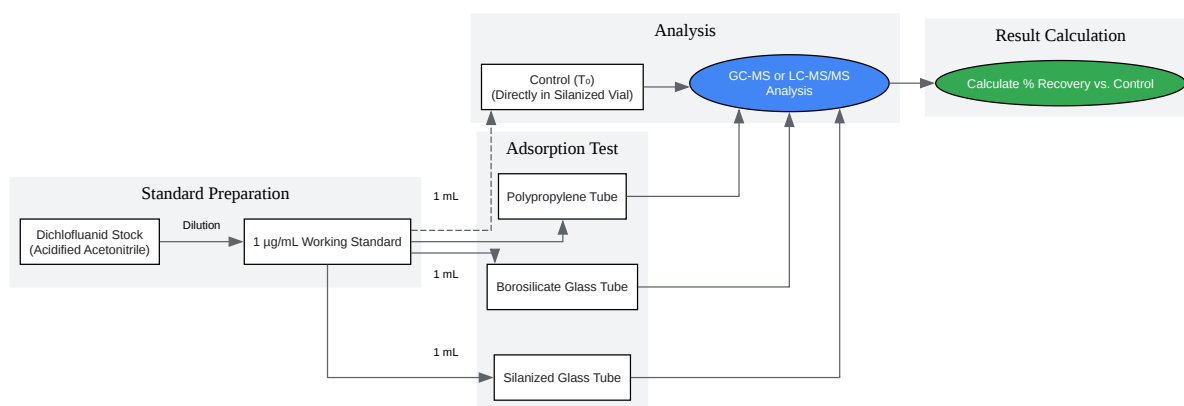 Analysis
Result Calculation
Control (T₀)
(Directly in Silanized Vial)
GC-MS or LC-MS/MS
Analysis
Calculate % Recovery vs. Control
Adsorption Test
Standard Preparation
1 mL
Polypropylene Tube
Dilution
Dichlofluanid Stock
(Acidified Acetonitrile)
1 µg/mL Working Standard
1 mL
Borosilicate Glass Tube
1 mL
Silanized Glass Tube